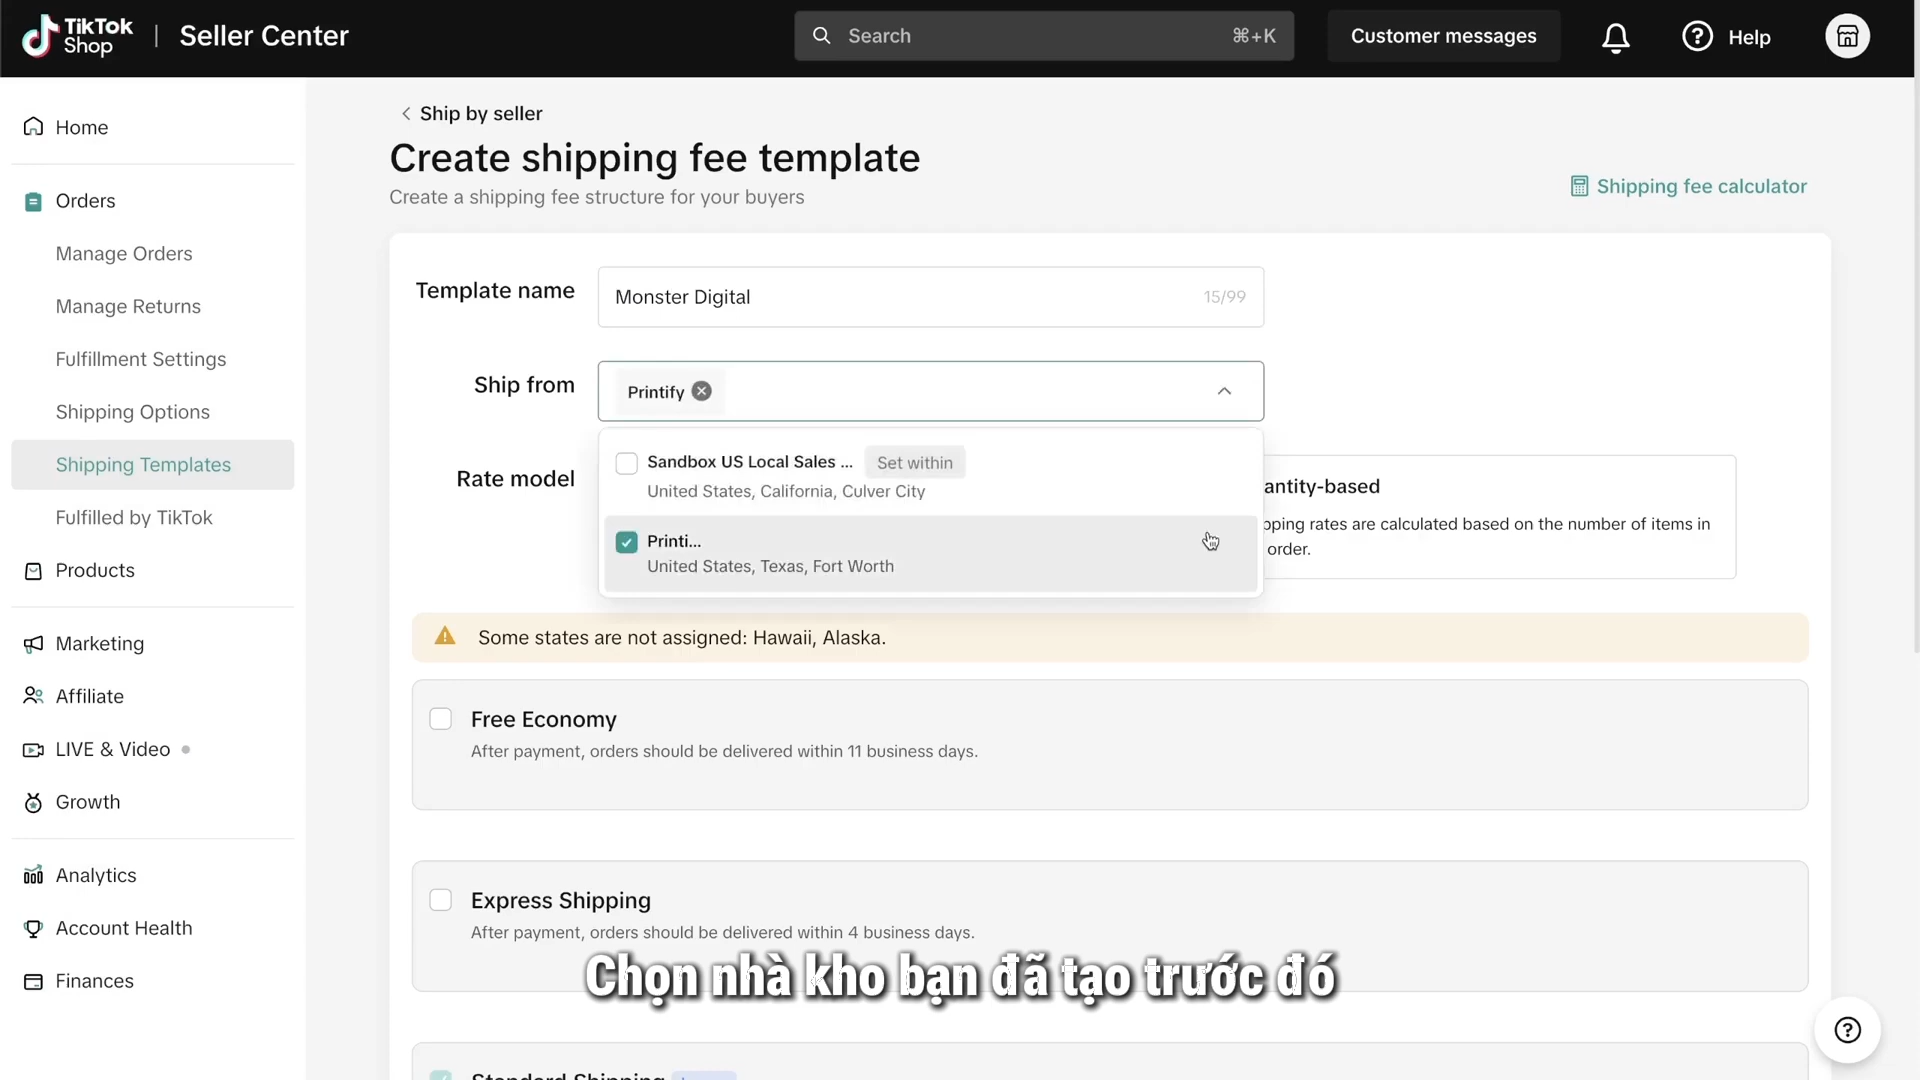 TikTok
Shop
Seller Center
Search
⌘+K
Customer messages
Help
Home
Orders
Manage Orders
Manage Returns
Fulfillment Settings
Shipping Options
Shipping Templates
Fulfilled by TikTok
Products
Marketing
Affiliate
LIVE & Video
Growth
Analytics
Account Health
Finances
Ship by seller
Create shipping fee template
Create a shipping fee structure for your buyers
Shipping fee calculator
Template name
Monster Digital
15/99
Ship from
Printify
Sandbox US Local Sales ... Set within
United States, California, Culver City
Printi...
United States, Texas, Fort Worth
Rate model
antity-based
pping rates are calculated based on the number of items in
order.
Some states are not assigned: Hawaii, Alaska.
Free Economy
After payment, orders should be delivered within 11 business days.
Express Shipping
After payment, orders should be delivered within 4 business days.
Chọn nhà kho bạn đã tạo trước đó
Standard Shipping